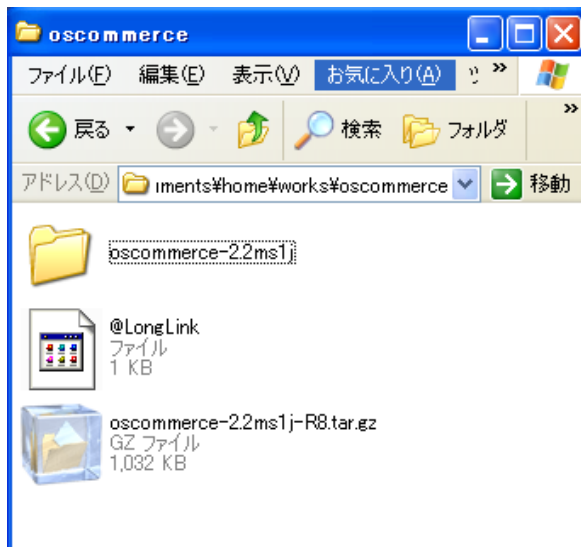 oscommerce
ファイル(F) 編集(E) 表示(V) お気に入り(A) »
戻る 検索 フォルダ »
アドレス(D) ments¥home¥works¥oscommerce 移動
oscommerce-2.2ms1j
@LongLink
ファイル
1 KB
oscommerce-2.2ms1j-R8.tar.gz
GZ ファイル
1,032 KB